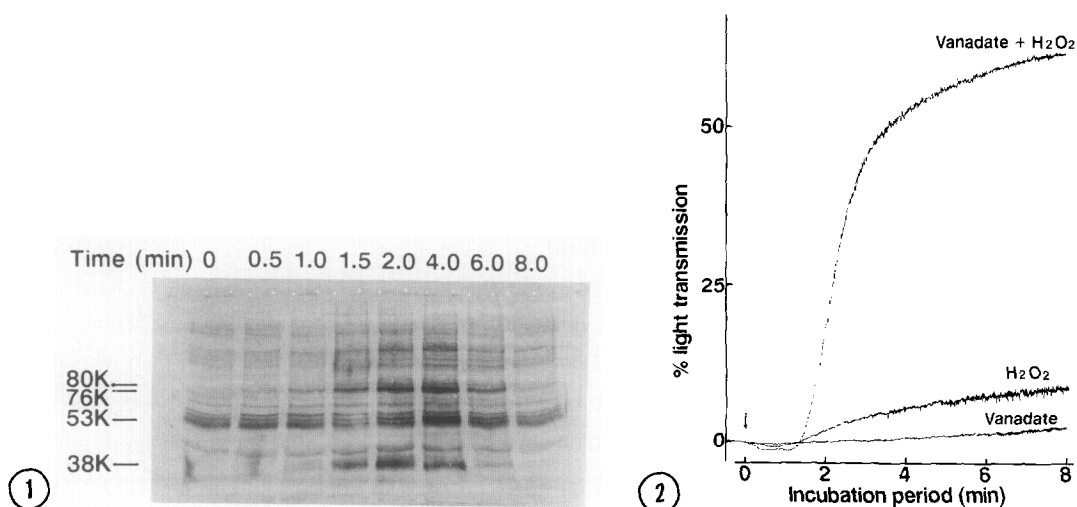 Time (min) 0 0.5 1.0 1.5 2.0 4.0 6.0 8.0
80K
76K
53K
38K
1
Vanadate + H2O2
50
25
0
% light transmission
H2O2
Vanadate
0 2 4 6 8
Incubation period (min)
2